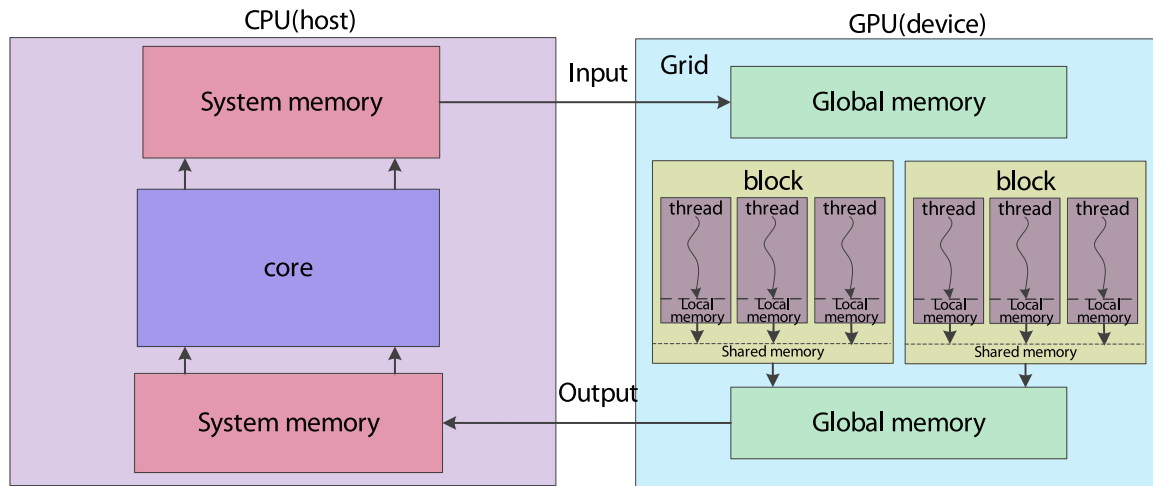 CPU(host)
System memory
core
System memory
Input
Output
GPU(device)
Grid
Global memory
block
thread
thread
thread
Local
memory
Local
memory
Local
memory
Shared memory
block
thread
thread
thread
Local
memory
Local
memory
Local
memory
Shared memory
Global memory